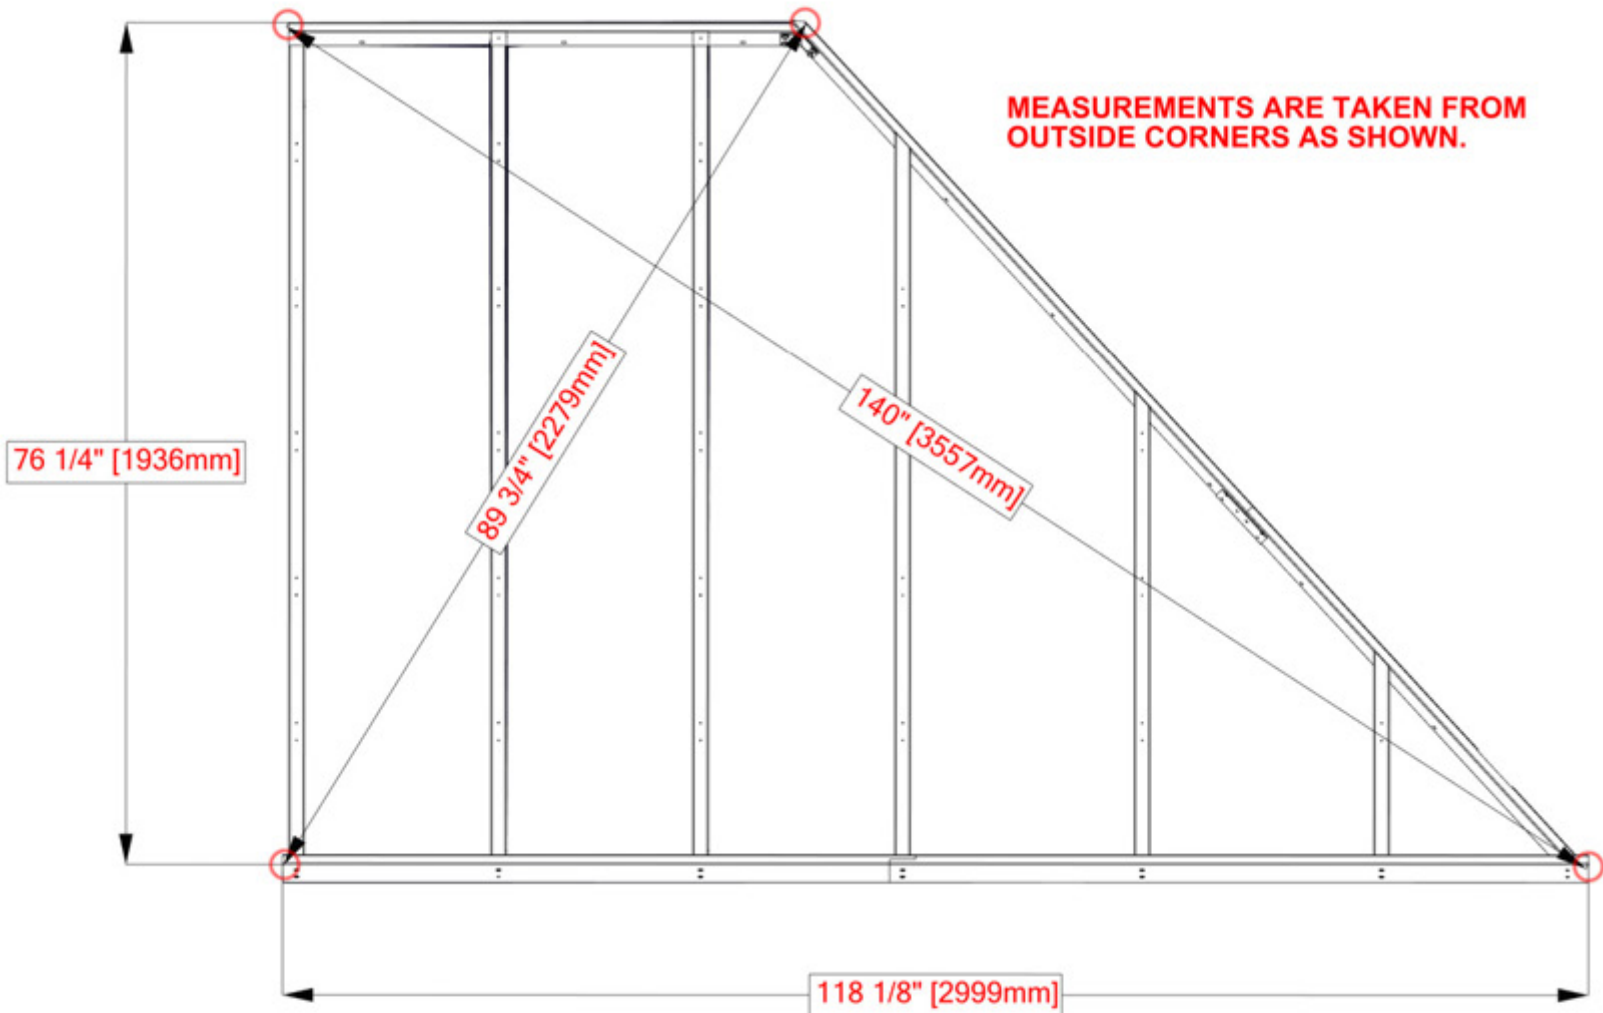 MEASUREMENTS ARE TAKEN FROM
OUTSIDE CORNERS AS SHOWN.
76 1/4" [1936mm]
89 3/4" [2279mm]
140" [3557mm]
118 1/8" [2999mm]